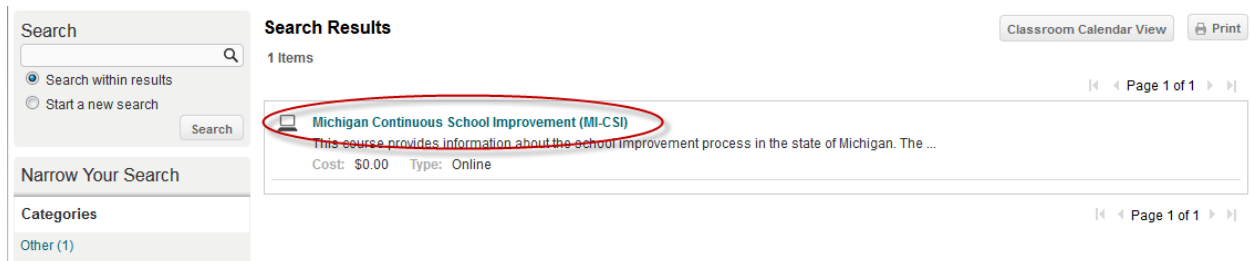 Search
Search within results
Start a new search
Search
Narrow Your Search
Categories
Other (1)
Search Results
Classroom Calendar View
Print
1 Items
Page 1 of 1
Michigan Continuous School Improvement (MI-CSI)
This course provides information about the school improvement process in the state of Michigan. The ...
Cost: $0.00 Type: Online
Page 1 of 1